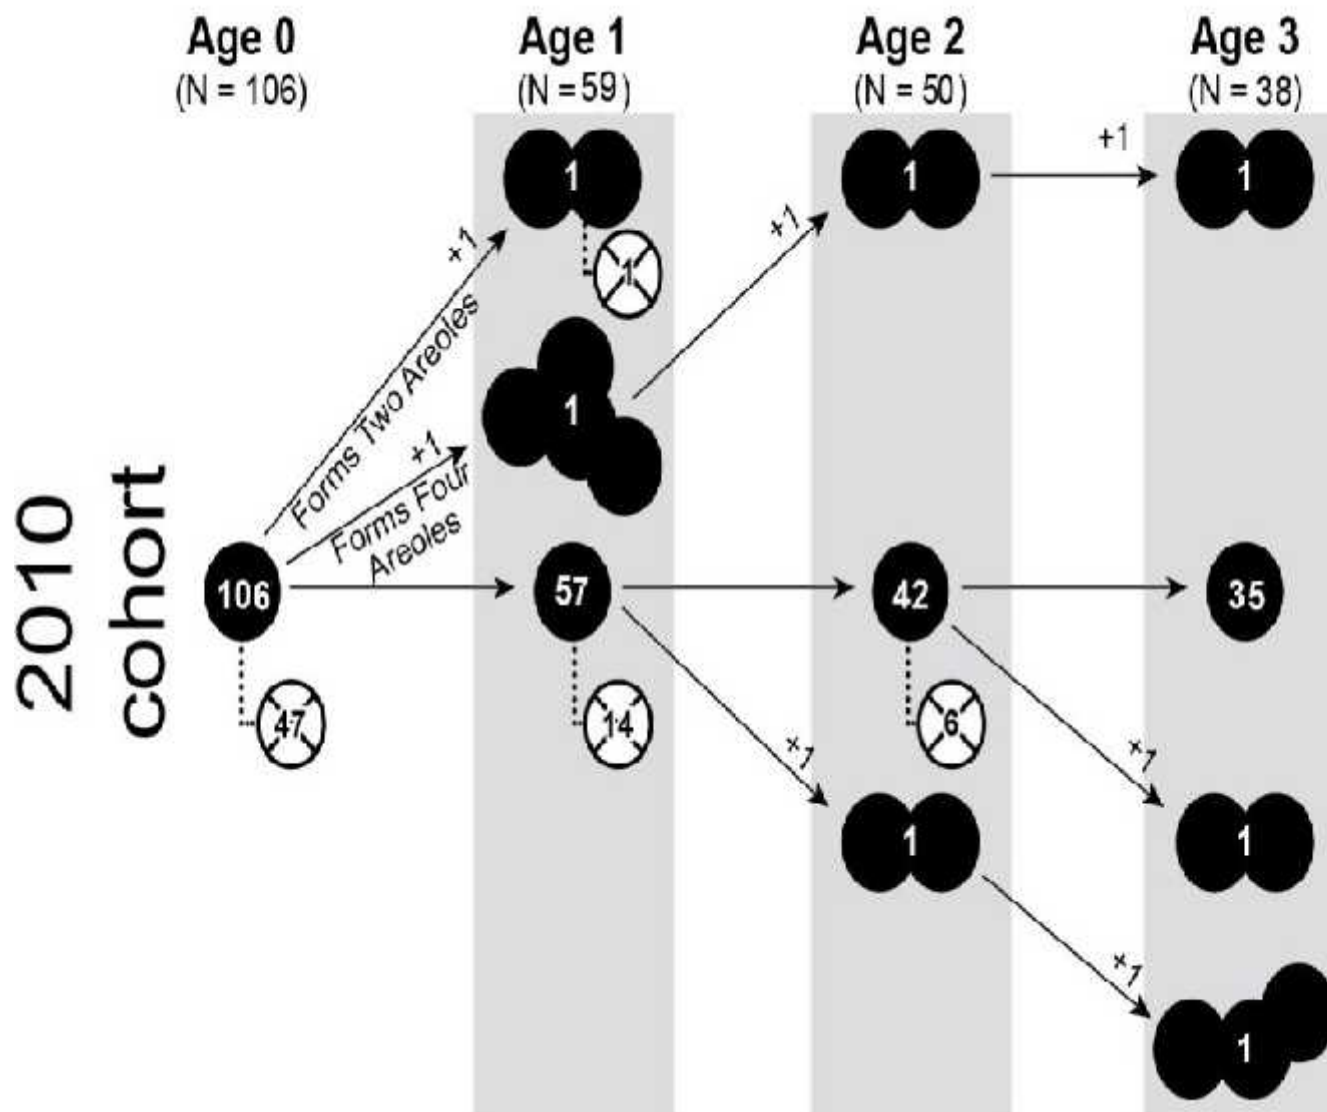 Age 0
(N = 106)
Age 1
(N = 59)
Age 2
(N = 50)
Age 3
(N = 38)
2010
cohort
1
1
1
+1
+1
+1
1
Forms Two Areoles
1
+1
Forms Four
Areoles
106
57
42
35
47
14
6
+1
+1
1
1
+1
1